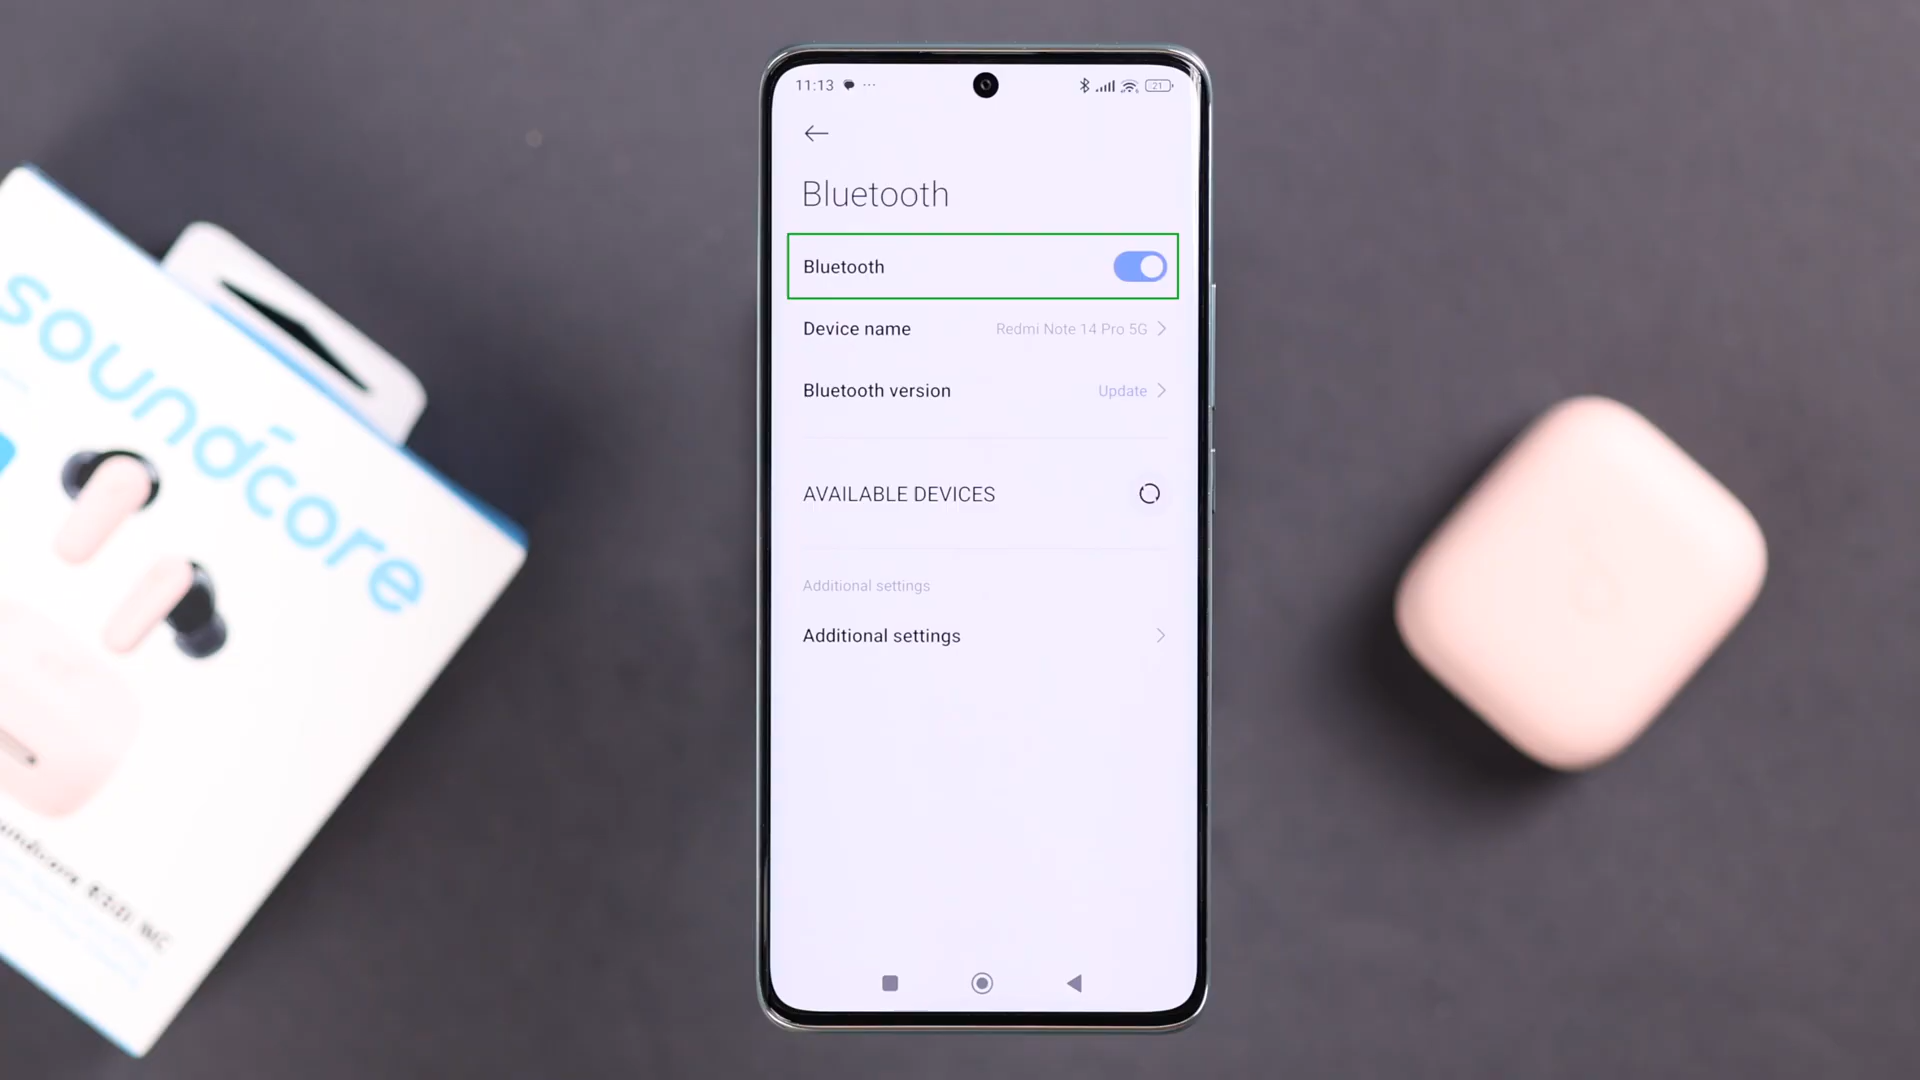 11:13
21
Bluetooth
Bluetooth
Device name Redmi Note 14 Pro 5G
Bluetooth version Update
AVAILABLE DEVICES
Additional settings
Additional settings
soundcore